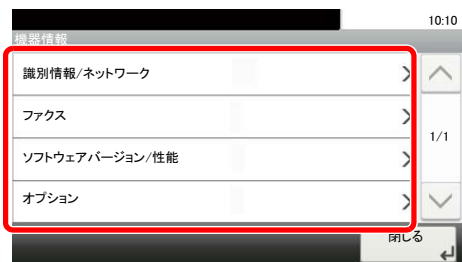 10:10
機器情報
識別情報/ネットワーク
ファクス
1/1
ソフトウェアバージョン/性能
オプション
閉じる